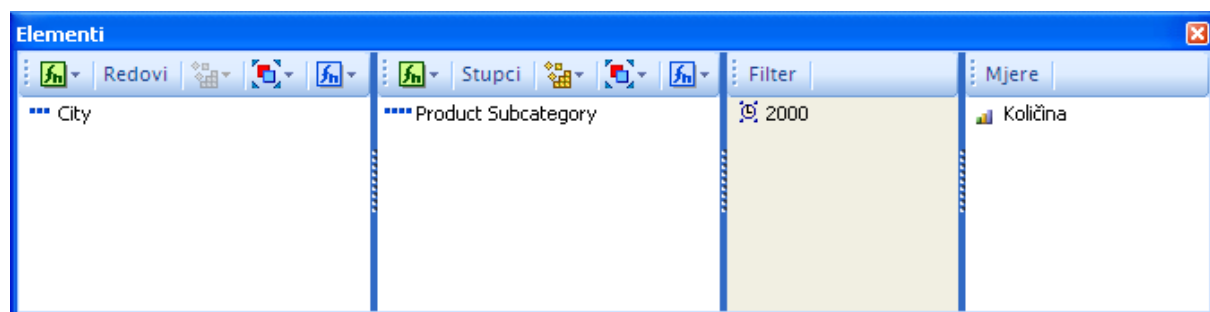 Elementi
Redovi
Stupci
Filter
Mjere
City
Product Subcategory
2000
Količina